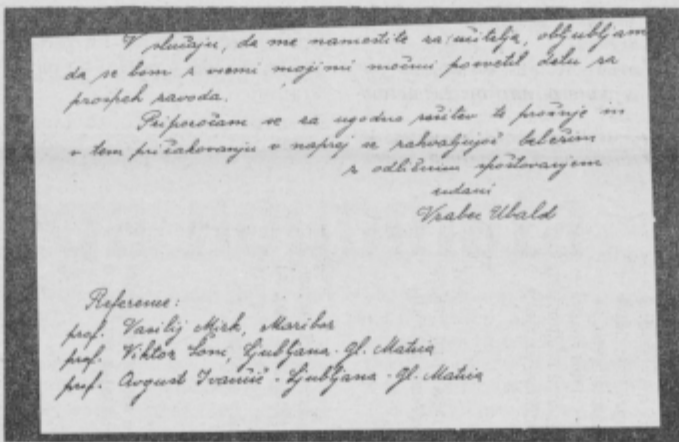 V slučaju, da me namestite za učitelja, obljubljam
da se bom z vsemi mojimi močmi posvetil delu za
prospeh zavoda.
Priporočam se za ugodno rešitev te prošnje in
v tem pričakovanju v naprej se zahvaljujoč beležim
z odličnim spoštovanjem
udani
Vrabec Ubald
Reference:
prof. Vasilij Mirk, Maribor
prof. Viktor Šonc, Ljubljana - Gl. Matica
prof. Avgust Ivančič - Ljubljana - Gl. Matica